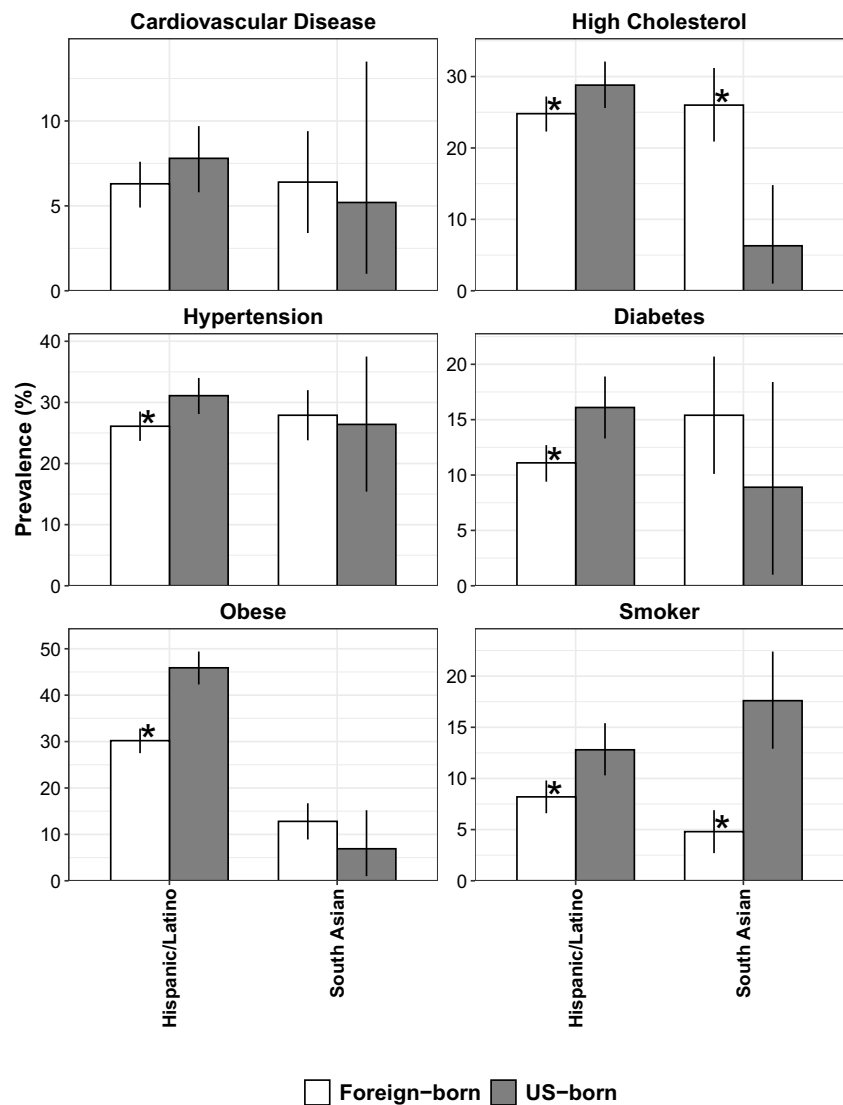 Cardiovascular Disease
High Cholesterol
10
5
0
30
20
10
0
Hypertension
Diabetes
Prevalence (%)
40
30
20
10
0
20
15
10
5
0
Obese
Smoker
50
40
30
20
10
0
20
15
10
5
0
*
*
*
*
*
*
*
Hispanic/Latino
South Asian
Hispanic/Latino
South Asian
Foreign−born
US−born